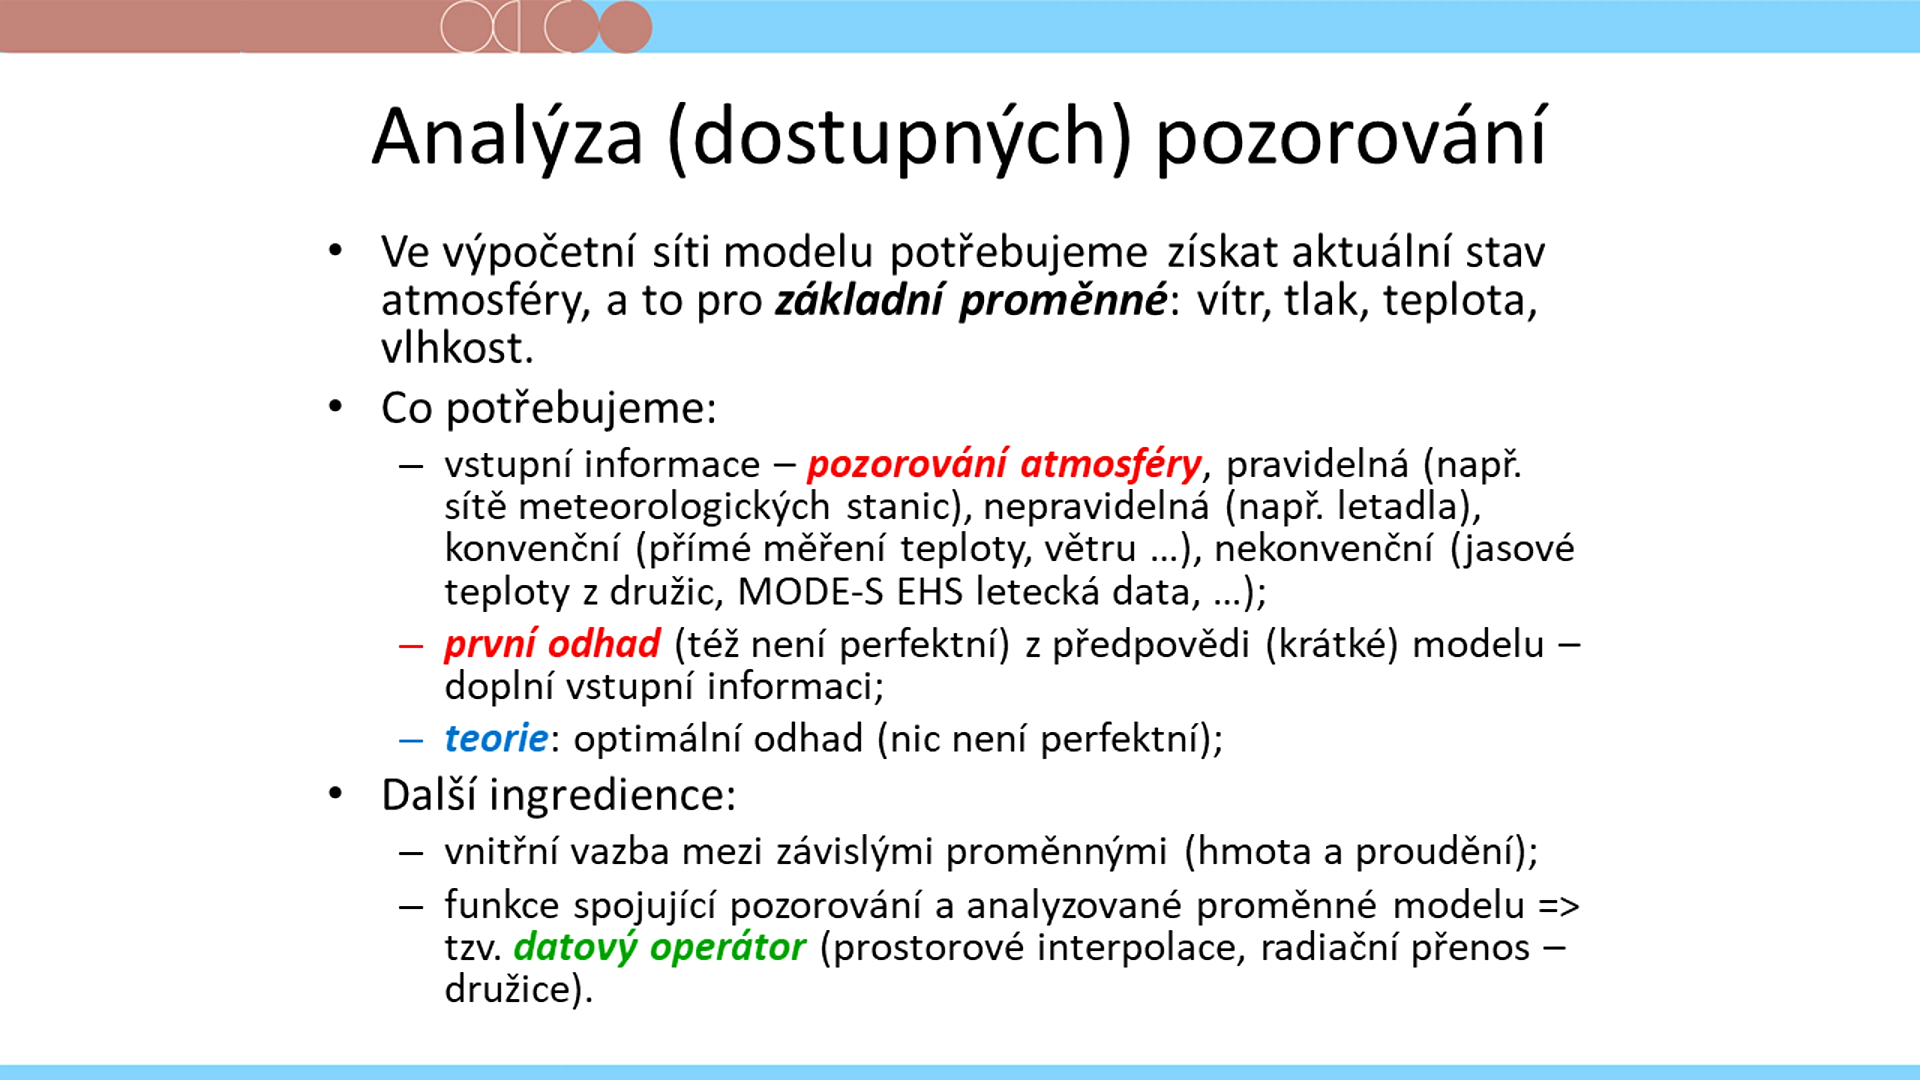 Analýza (dostupných) pozorování
• Ve výpočetní síti modelu potřebujeme získat aktuální stav
atmosféry, a to pro základní proměnné: vítr, tlak, teplota,
vlhkost.
• Co potřebujeme:
– vstupní informace – pozorování atmosféry, pravidelná (např.
sítě meteorologických stanic), nepravidelná (např. letadla),
konvenční (přímé měření teploty, větru …), nekonvenční (jasové
teploty z družic, MODE-S EHS letecká data, …);
– první odhad (též není perfektní) z předpovědi (krátké) modelu –
doplní vstupní informaci;
– teorie: optimální odhad (nic není perfektní);
• Další ingredience:
– vnitřní vazba mezi závislými proměnnými (hmota a proudění);
– funkce spojující pozorování a analyzované proměnné modelu =>
tzv. datový operátor (prostorové interpolace, radiační přenos –
družice).